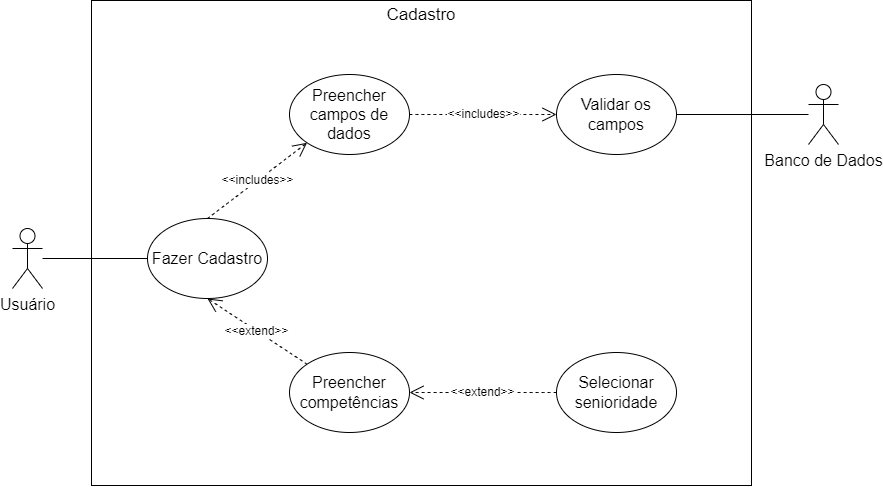 Cadastro
Preencher
campos de
dados
<<includes>>
Validar os
campos
Banco de Dados
<<includes>>
Fazer Cadastro
Usuário
<<extend>>
Preencher
competências
<<extend>>
Selecionar
senioridade